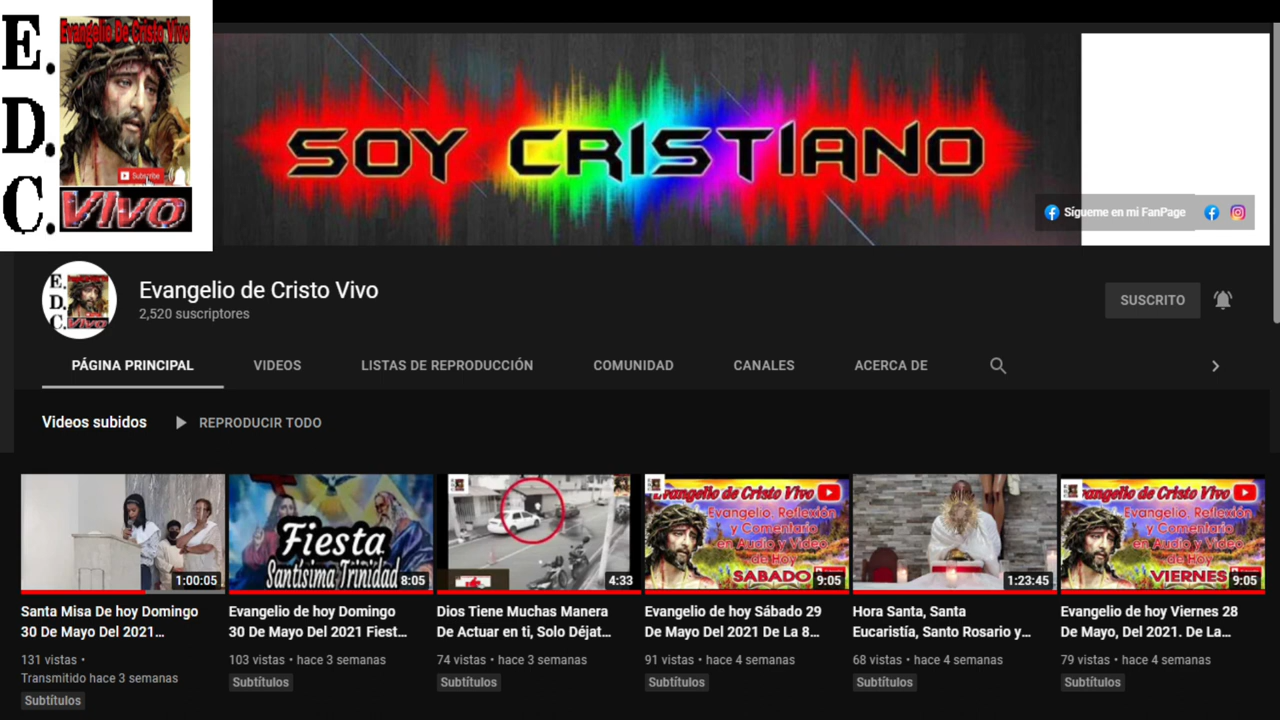 E.
D.
C.
Evangelio De Cristo Vivo
Subscribe
Vivo
SOY CRISTIANO
Sígueme en mi FanPage
Evangelio de Cristo Vivo
2,520 suscriptores
SUSCRITO
PÁGINA PRINCIPAL
VIDEOS
LISTAS DE REPRODUCCIÓN
COMUNIDAD
CANALES
ACERCA DE
Videos subidos
REPRODUCIR TODO
1:00:05
Santa Misa De hoy Domingo
30 De Mayo Del 2021...
131 vistas •
Transmitido hace 3 semanas
Subtítulos
Fiesta
Santísima Trinidad
8:05
Evangelio de hoy Domingo
30 De Mayo Del 2021 Fiest...
103 vistas • hace 3 semanas
Subtítulos
4:33
Dios Tiene Muchas Manera
De Actuar en ti, Solo Déjat...
74 vistas • hace 3 semanas
Subtítulos
Evangelio de Cristo Vivo
Evangelio, Reflexión
y Comentario
en Audio y Video
de Hoy
SABADO
9:05
Evangelio de hoy Sábado 29
De Mayo Del 2021 De La 8...
91 vistas • hace 4 semanas
Subtítulos
1:23:45
Hora Santa, Santa
Eucaristía, Santo Rosario y...
68 vistas • hace 4 semanas
Subtítulos
Evangelio de Cristo Vivo
Evangelio, Reflexión
y Comentario
en Audio y Video
de Hoy
VIERNES
9:05
Evangelio de hoy Viernes 28
De Mayo, Del 2021. De La...
79 vistas • hace 4 semanas
Subtítulos